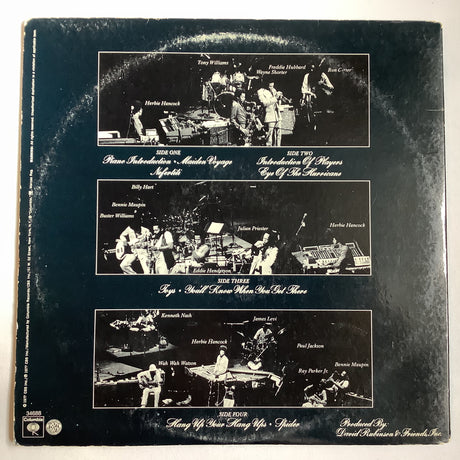 Tony Williams
Freddie Hubbard
Wayne Shorter
Ron Carter
Herbie Hancock
SIDE ONE
Piano Introduction • Maiden Voyage
Nefertiti
SIDE TWO
Introduction Of Players
Eye Of The Hurricane
Billy Hart
Bennie Maupin
Buster Williams
Julian Priester
Herbie Hancock
Eddie Henderson
SIDE THREE
Toys • You'll Know When You Get There
Kenneth Nash
James Levi
Herbie Hancock
Paul Jackson
Wah Wah Watson
Ray Parker Jr.
Bennie Maupin
SIDE FOUR
Hang Up Your Hang Ups • Spider
Produced By:
David Rubinson & Friends, Inc.
34688
Columbia